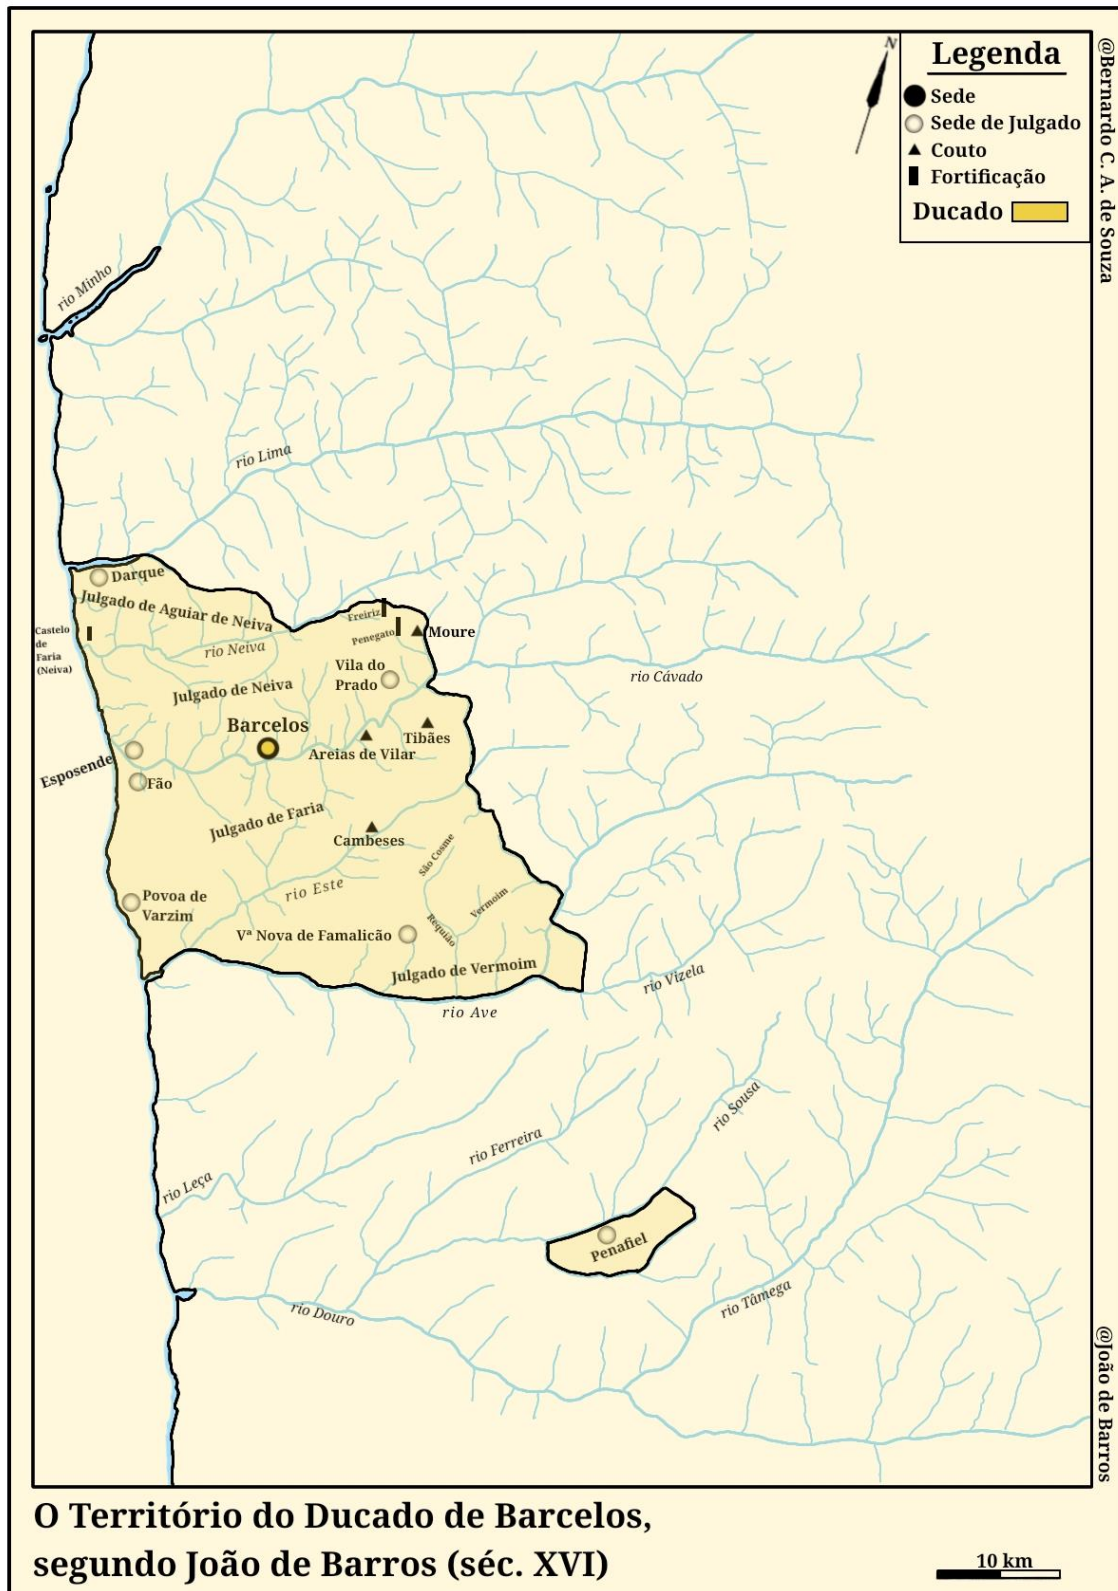 N
Legenda
Sede
Sede de Julgado
Couto
Fortificação
Ducado
@Bernardo C. A. de Souza
rio Minho
rio Lima
Darque
Julgado de Aguiar de Neiva
Castelo
de
Faria
(Neiva)
rio Neiva
Freiriz
Penegato
Moure
Vila do
Prado
rio Cávado
Julgado de Neiva
Barcelos
Tibães
Areias de Vilar
Esposende
Fão
Julgado de Faria
Cambeses
São Cosme
rio Este
Vermoim
Povoa de
Varzim
Requião
Vª Nova de Famalicão
Julgado de Vermoim
rio Vizela
rio Ave
rio Sousa
rio Ferreira
rio Leça
Penafiel
rio Tâmega
rio Douro
@João de Barros
O Território do Ducado de Barcelos,
segundo João de Barros (séc. XVI)
10 km